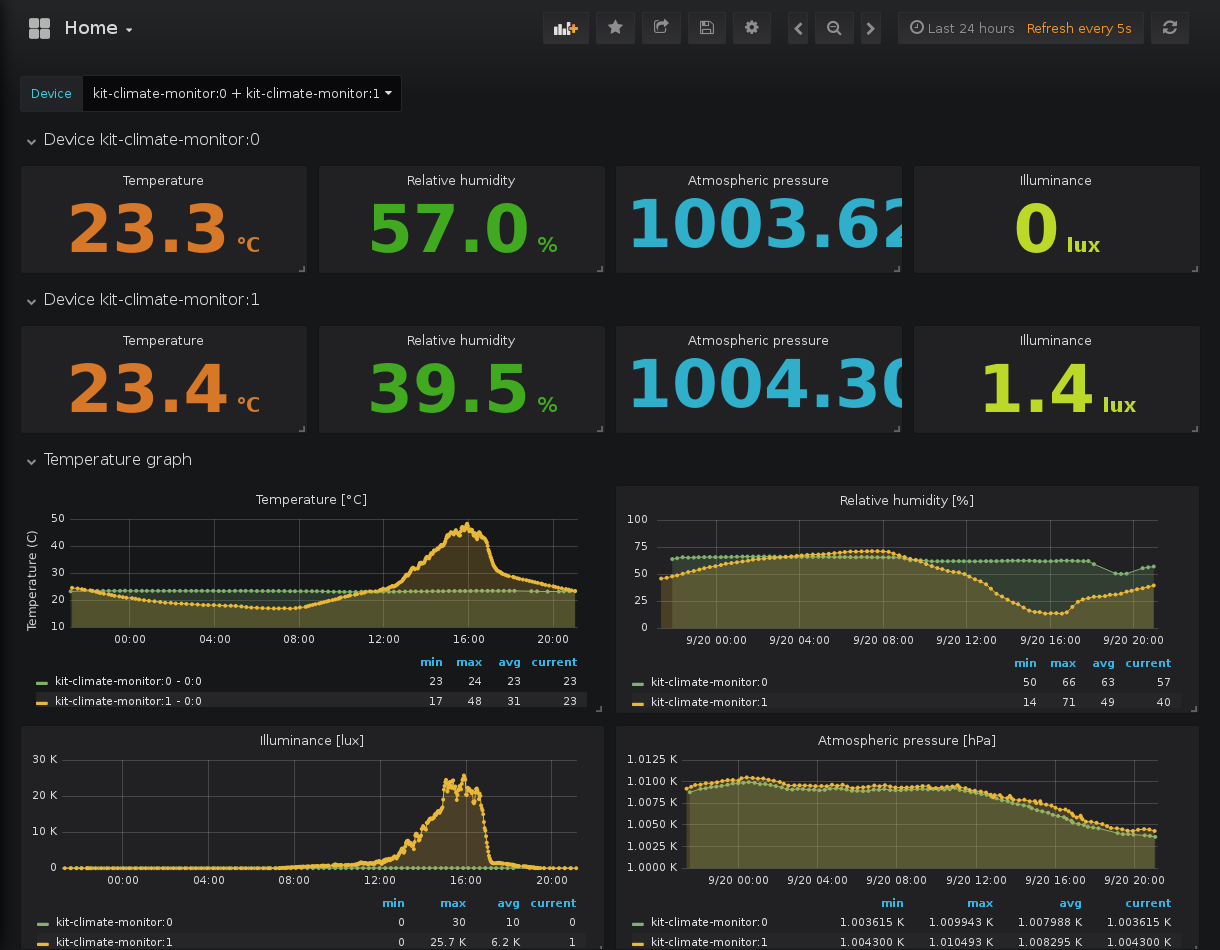 Home
Last 24 hours Refresh every 5s
Device kit-climate-monitor:0 + kit-climate-monitor:1
Device kit-climate-monitor:0
Temperature Relative humidity Atmospheric pressure Illuminance
23.3 °C 57.0 % 1003.62 0 lux
Device kit-climate-monitor:1
Temperature Relative humidity Atmospheric pressure Illuminance
23.4 °C 39.5 % 1004.30 1.4 lux
Temperature graph
Temperature [°C]
Temperature (C)
50
40
30
20
10
00:00 04:00 08:00 12:00 16:00 20:00
min max avg current
kit-climate-monitor:0 - 0:0 23 24 23 23
kit-climate-monitor:1 - 0:0 17 48 31 23
Relative humidity [%]
100
75
50
25
0
9/20 00:00 9/20 04:00 9/20 08:00 9/20 12:00 9/20 16:00 9/20 20:00
min max avg current
kit-climate-monitor:0 50 66 63 57
kit-climate-monitor:1 14 71 49 40
Illuminance [lux]
30 K
20 K
10 K
0
00:00 04:00 08:00 12:00 16:00 20:00
min max avg current
kit-climate-monitor:0 0 30 10 0
kit-climate-monitor:1 0 25.7 K 6.2 K 1
Atmospheric pressure [hPa]
1.0125 K
1.0100 K
1.0075 K
1.0050 K
1.0025 K
1.0000 K
9/20 00:00 9/20 04:00 9/20 08:00 9/20 12:00 9/20 16:00 9/20 20:00
min max avg current
kit-climate-monitor:0 1.003615 K 1.009943 K 1.007988 K 1.003615 K
kit-climate-monitor:1 1.004300 K 1.010493 K 1.008295 K 1.004300 K